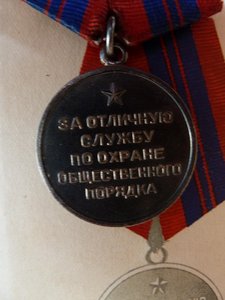 ЗА ОТЛИЧНУЮ
СЛУЖБУ
ПО ОХРАНЕ
ОБЩЕСТВЕННОГО
ПОРЯДКА